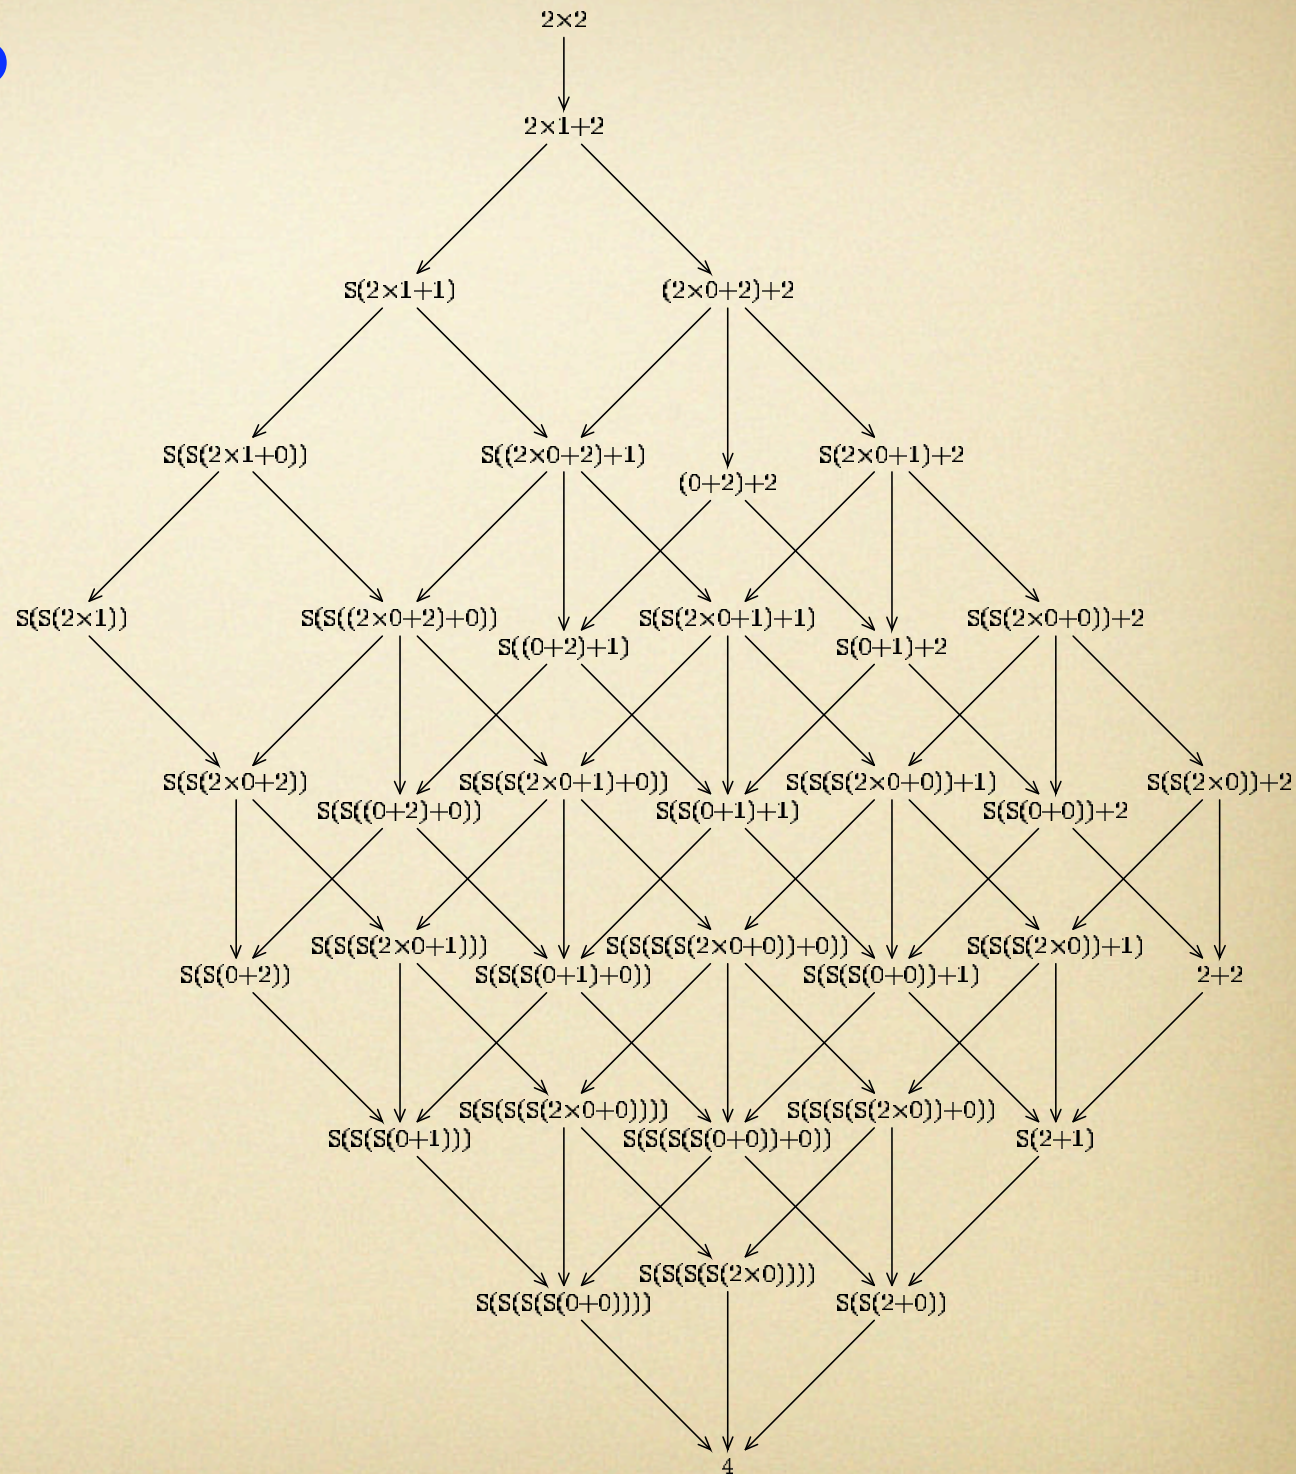 2×2
2×1+2
S(2×1+1) (2×0+2)+2
S(S(2×1+0)) S((2×0+2)+1) S(2×0+1)+2
(0+2)+2
S(S(2×1)) S(S((2×0+2)+0)) S(S(2×0+1)+1) S(S(2×0+0))+2
S((0+2)+1) S(0+1)+2
S(S(2×0+2)) S(S(S(2×0+1)+0)) S(S(S(2×0+0))+1) S(S(2×0))+2
S(S((0+2)+0)) S(S(0+1)+1) S(S(0+0))+2
S(S(S(2×0+1))) S(S(S(S(2×0+0))+0)) S(S(S(2×0))+1)
S(S(0+2)) S(S(S(0+1)+0)) S(S(S(0+0))+1) 2+2
S(S(S(S(2×0+0)))) S(S(S(S(2×0))+0))
S(S(S(0+1))) S(S(S(S(0+0))+0)) S(2+1)
S(S(S(S(2×0))))
S(S(S(S(0+0)))) S(S(2+0))
4